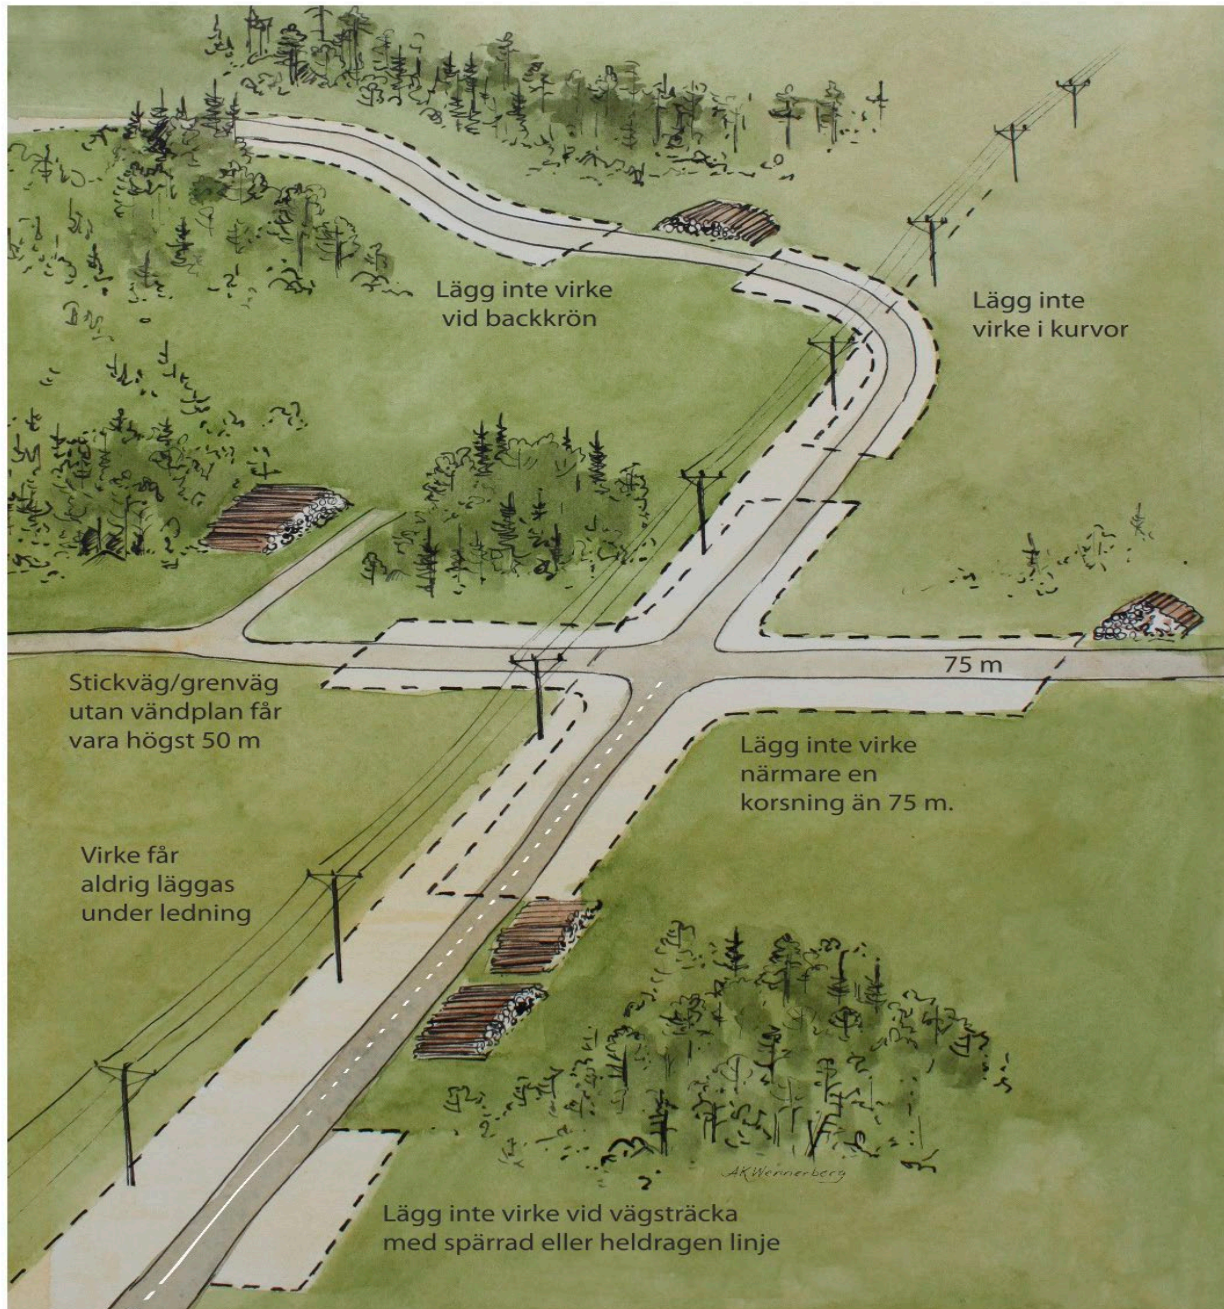 Lägg inte virke
vid backkrön
Lägg inte
virke i kurvor
75 m
Stickväg/grenväg
utan vändplan får
vara högst 50 m
Lägg inte virke
närmare en
korsning än 75 m.
Virke får
aldrig läggas
under ledning
AKWennerberg
Lägg inte virke vid vägsträcka
med spärrad eller heldragen linje